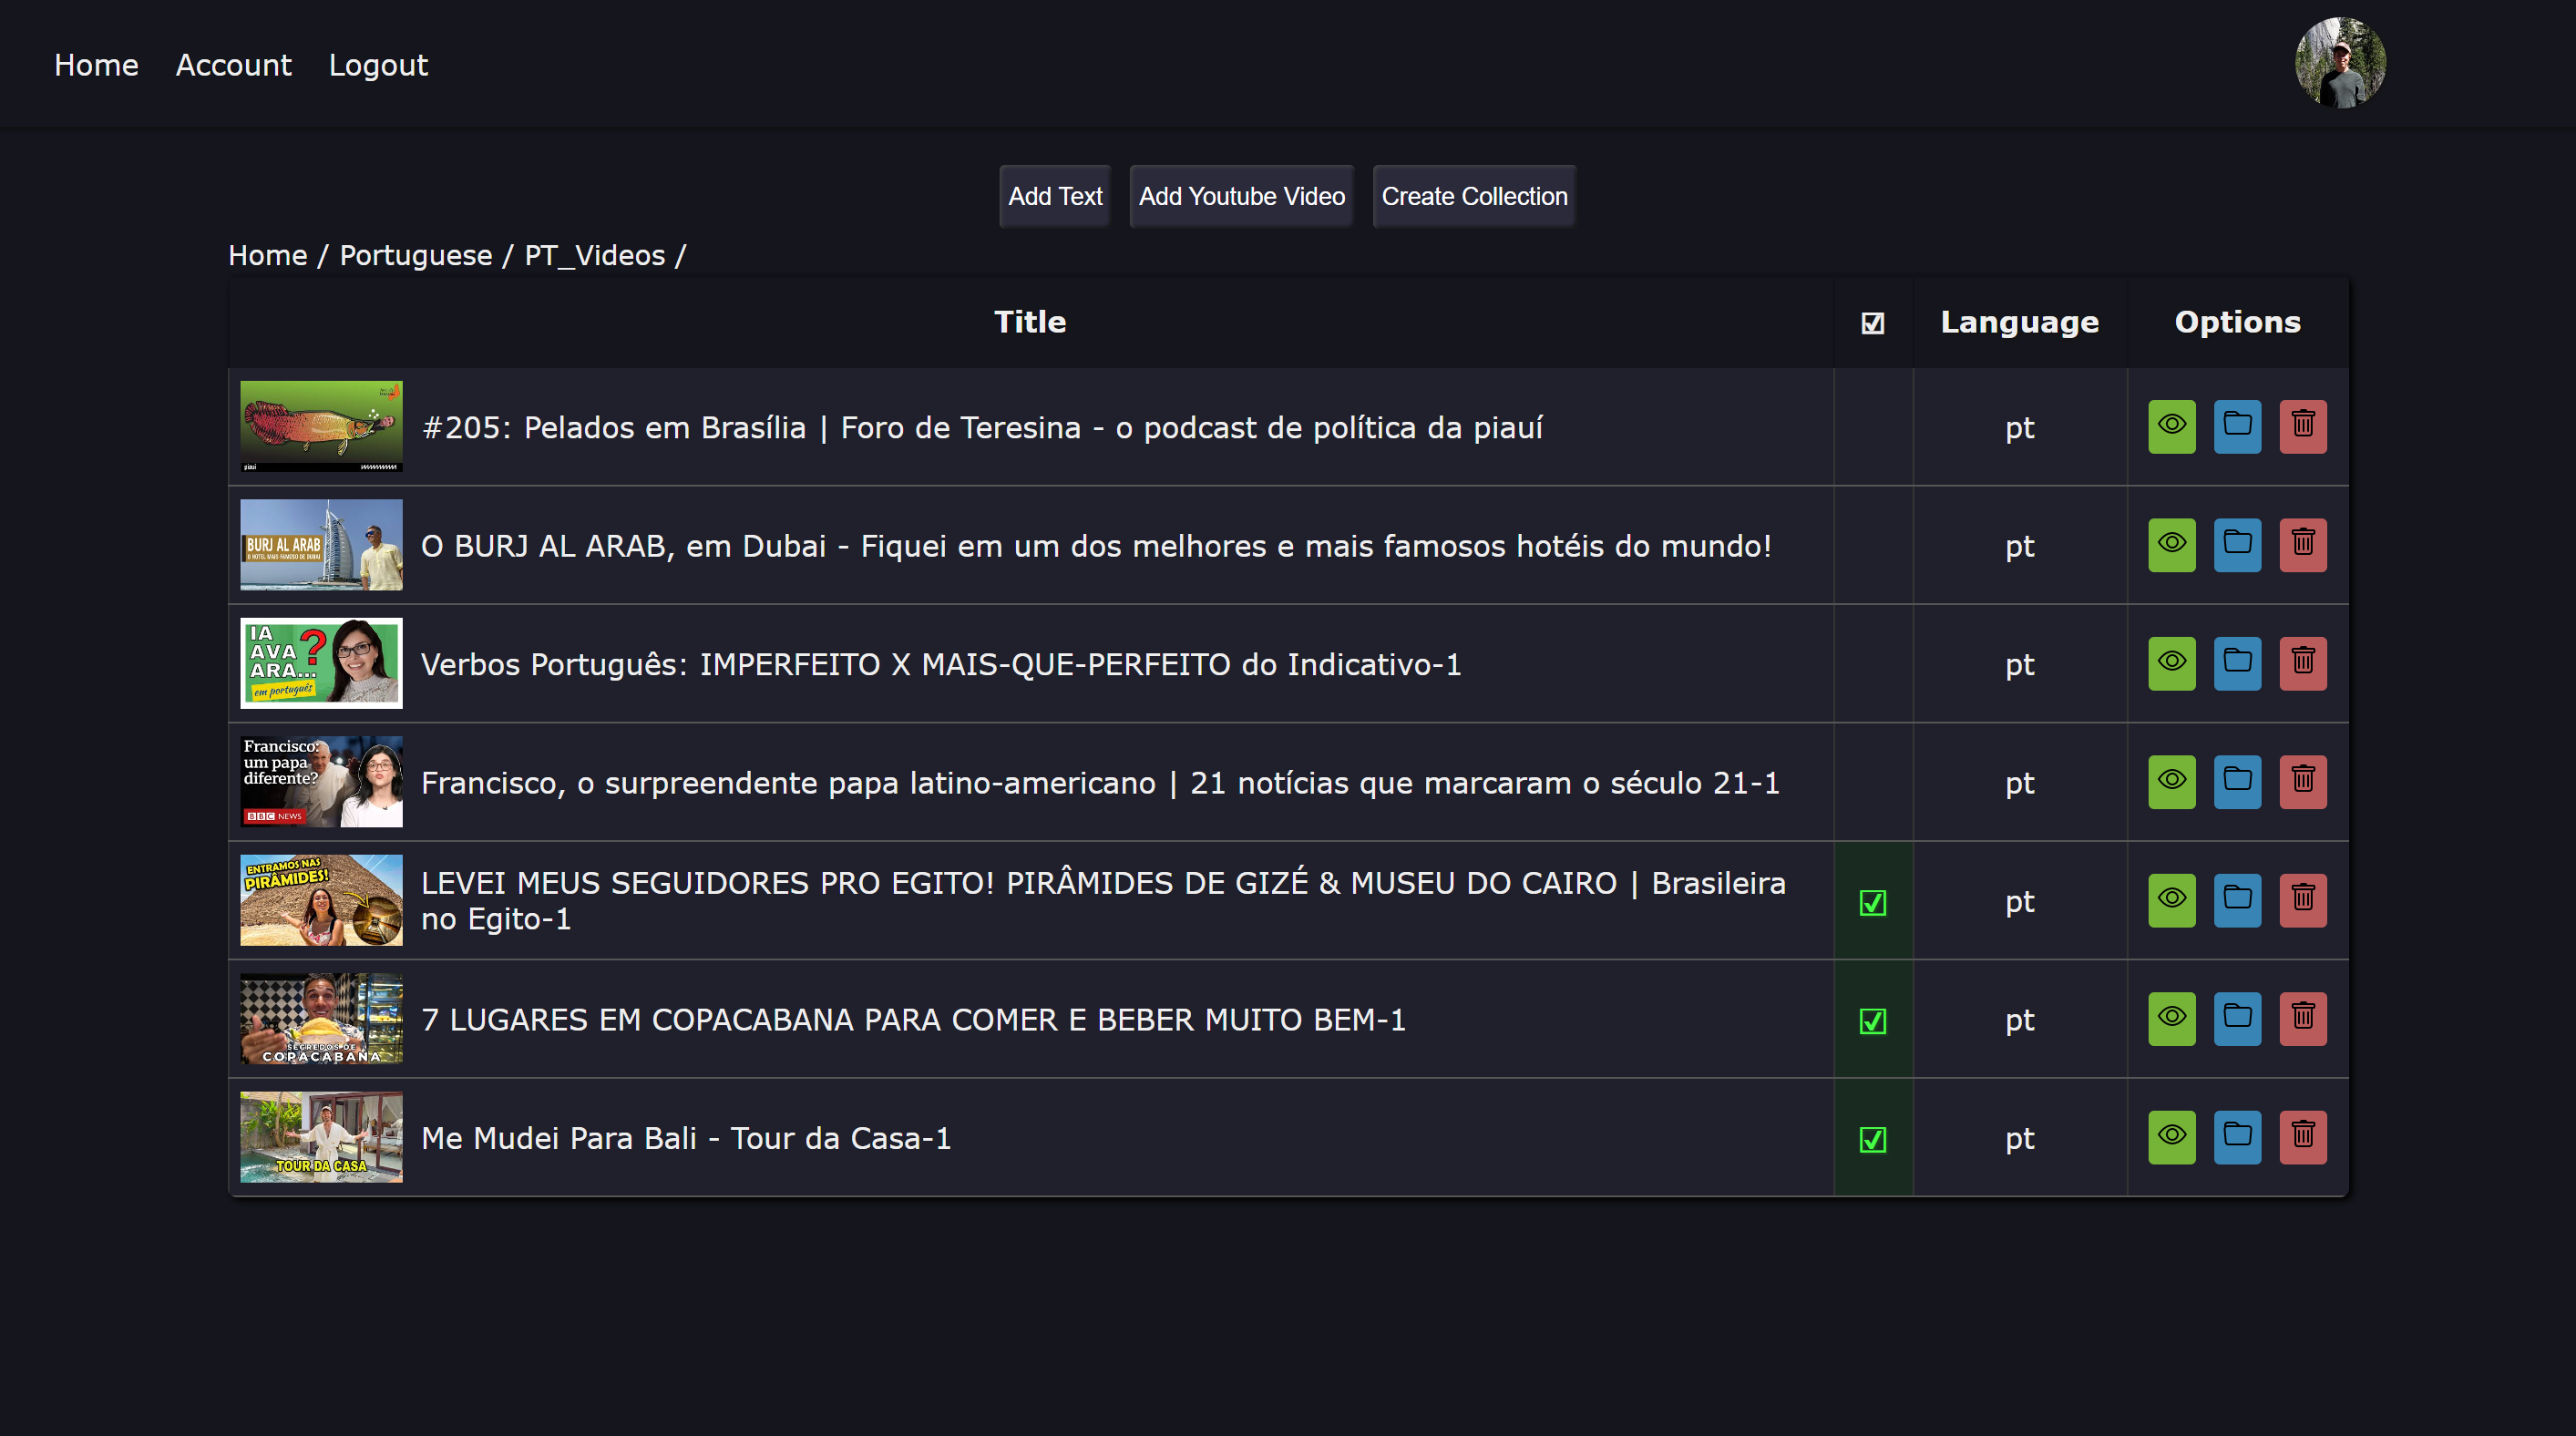 Home Account Logout
Add Text Add Youtube Video Create Collection
Home / Portuguese / PT_Videos /
Title ☑ Language Options
piauí
#205: Pelados em Brasília | Foro de Teresina - o podcast de política da piauí
pt
BURJ AL ARAB
O HOTEL MAIS FAMOSO DE DUBAI
O BURJ AL ARAB, em Dubai - Fiquei em um dos melhores e mais famosos hotéis do mundo!
pt
IA
AVA
ARA...
?
em português
Verbos Português: IMPERFEITO X MAIS-QUE-PERFEITO do Indicativo-1
pt
Francisco:
um papa
diferente?
BBC NEWS
Francisco, o surpreendente papa latino-americano | 21 notícias que marcaram o século 21-1
pt
ENTRAMOS NAS
PIRÂMIDES!
LEVEI MEUS SEGUIDORES PRO EGITO! PIRÂMIDES DE GIZÉ & MUSEU DO CAIRO | Brasileira
no Egito-1
☑ pt
SEGREDOS DE
COPACABANA
7 LUGARES EM COPACABANA PARA COMER E BEBER MUITO BEM-1
☑ pt
TOUR DA CASA
Me Mudei Para Bali - Tour da Casa-1
☑ pt